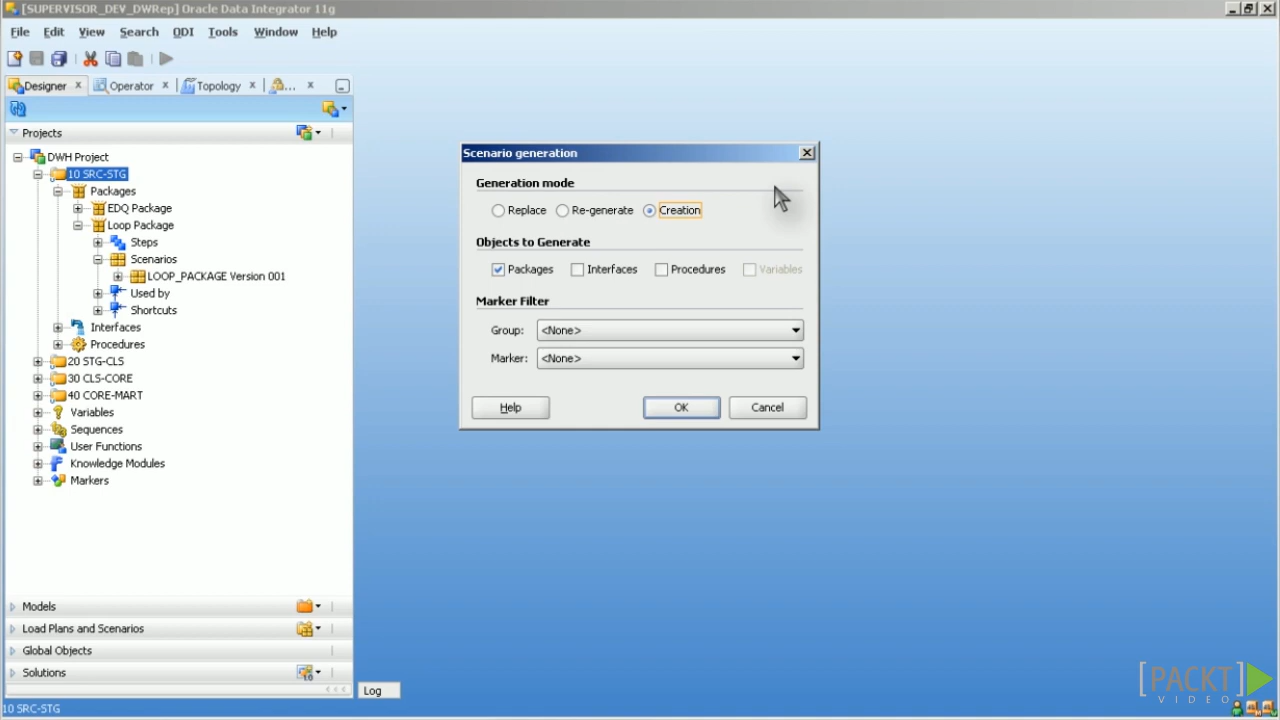 [SUPERVISOR_DEV_DWRep] Oracle Data Integrator 11g
File Edit View Search ODI Tools Window Help
Designer x Operator x Topology x ... x
Projects
DWH Project
10 SRC-STG
Packages
EDQ Package
Loop Package
Steps
Scenarios
LOOP_PACKAGE Version 001
Used by
Shortcuts
Interfaces
Procedures
20 STG-CLS
30 CLS-CORE
40 CORE-MART
Variables
Sequences
User Functions
Knowledge Modules
Markers
Models
Load Plans and Scenarios
Global Objects
Solutions
10 SRC-STG
Log
Scenario generation
Generation mode
Replace Re-generate Creation
Objects to Generate
Packages Interfaces Procedures Variables
Marker Filter
Group: <None>
Marker: <None>
Help OK Cancel
[PACKT]
VIDEO